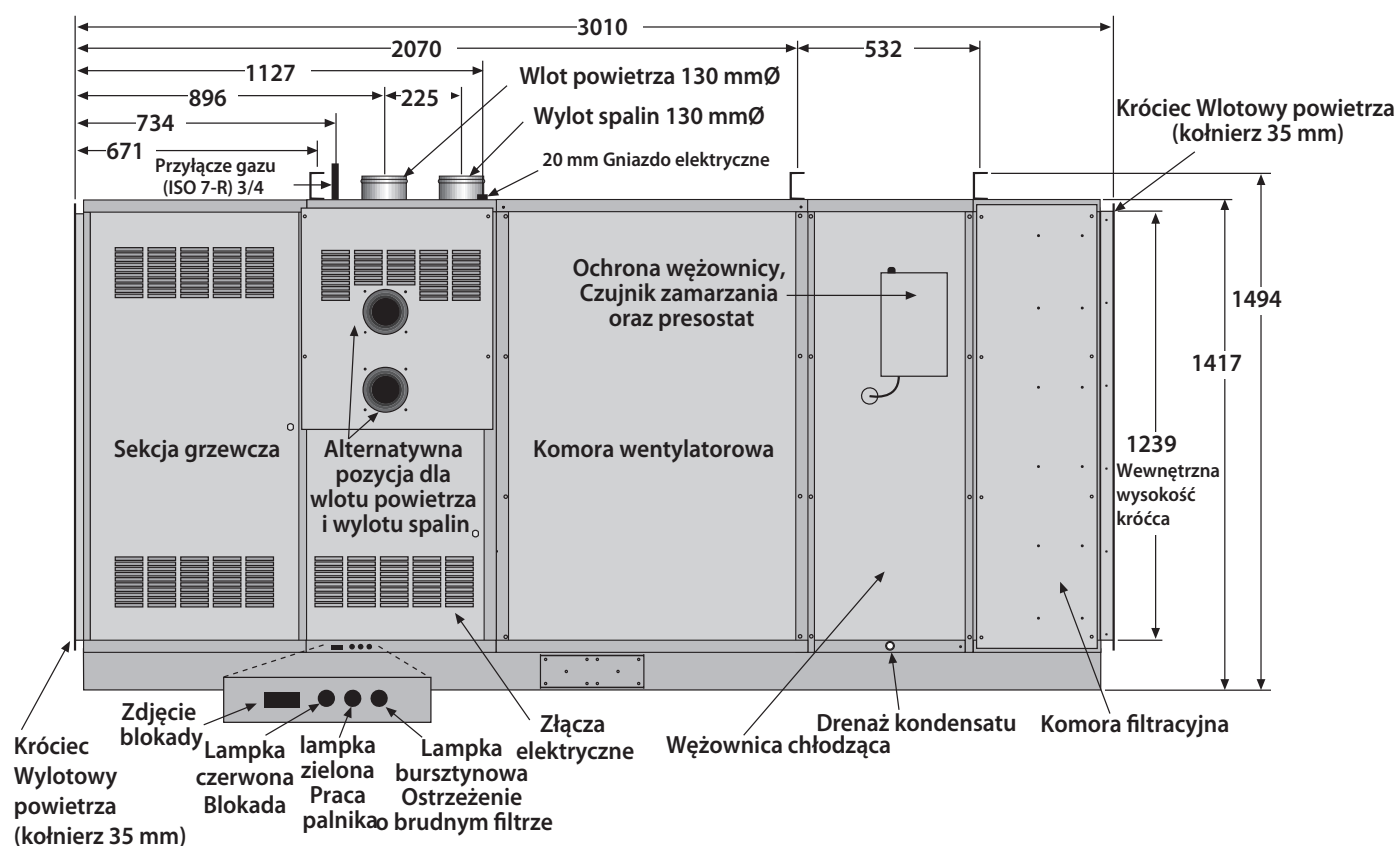 3010
2070
532
1127
Wlot powietrza 130 mmØ
896
225
Króciec Wlotowy powietrza
(kołnierz 35 mm)
734
Wylot spalin 130 mmØ
671
Przyłącze gazu
(ISO 7-R) 3/4
20 mm Gniazdo elektryczne
Ochrona wężownicy,
Czujnik zamarzania
oraz presostat
1494
1417
Sekcja grzewcza
Alternatywna
pozycja dla
wlotu powietrza
i wylotu spalin
Komora wentylatorowa
1239
Wewnętrzna
wysokość
króćca
Króciec
Wylotowy
powietrza
(kołnierz 35 mm)
Zdjęcie
blokady
Lampka
czerwona
Blokada
lampka
zielona
Praca
palnika
Lampka
bursztynowa
Ostrzeżenie
o brudnym filtrze
Złącza
elektryczne
Wężownica chłodząca
Drenaż kondensatu
Komora filtracyjna